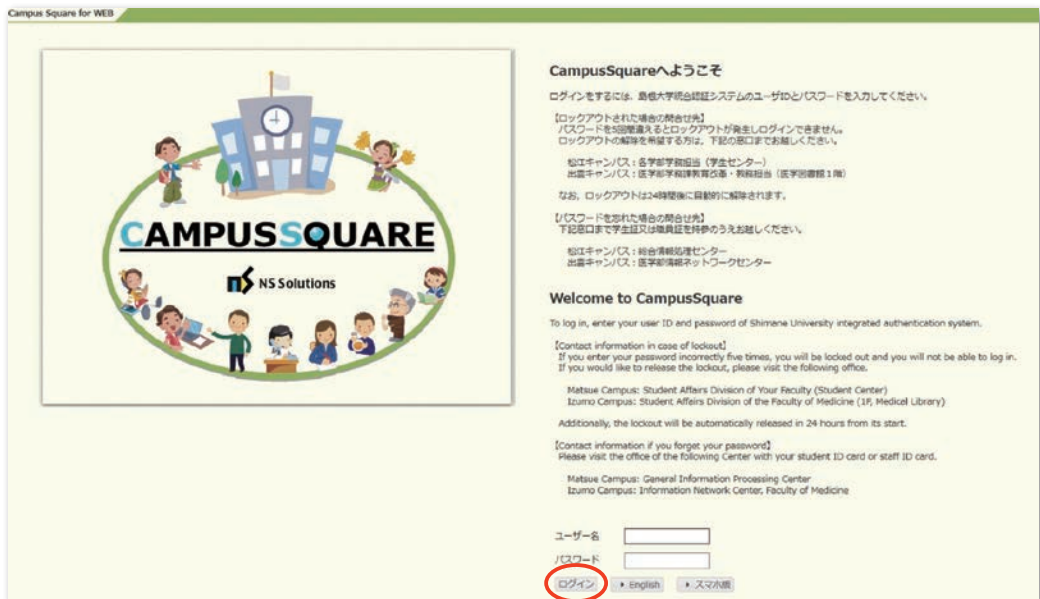 Campus Square for WEB
CAMPUSSQUARE
NS Solutions
CampusSquareへようこそ
ログインをするには、島根大学統合認証システムのユーザIDとパスワードを入力してください。
【ロックアウトされた場合の問合せ先】
パスワードを5回間違えるとロックアウトが発生しログインできません。
ロックアウトの解除を希望する方は、下記の窓口までお越しください。
松江キャンパス：各学部学務担当（学生センター）
出雲キャンパス：医学部学務課教育改革・教務担当（医学図書館１階）
なお、ロックアウトは24時間後に自動的に解除されます。
【パスワードを忘れた場合の問合せ先】
下記窓口まで学生証又は職員証を持参のうえお越しください。
松江キャンパス：総合情報処理センター
出雲キャンパス：医学部情報ネットワークセンター
Welcome to CampusSquare
To log in, enter your user ID and password of Shimane University integrated authentication system.
【Contact information in case of lockout】
If you enter your password incorrectly five times, you will be locked out and you will not be able to log in.
If you would like to release the lockout, please visit the following office.
Matsue Campus: Student Affairs Division of Your Faculty (Student Center)
Izumo Campus: Student Affairs Division of the Faculty of Medicine (1F, Medical Library)
Additionally, the lockout will be automatically released in 24 hours from its start.
【Contact information if you forget your password】
Please visit the office of the following Center with your student ID card or staff ID card.
Matsue Campus: General Information Processing Center
Izumo Campus: Information Network Center, Faculty of Medicine
ユーザー名
パスワード
ログイン English スマホ版